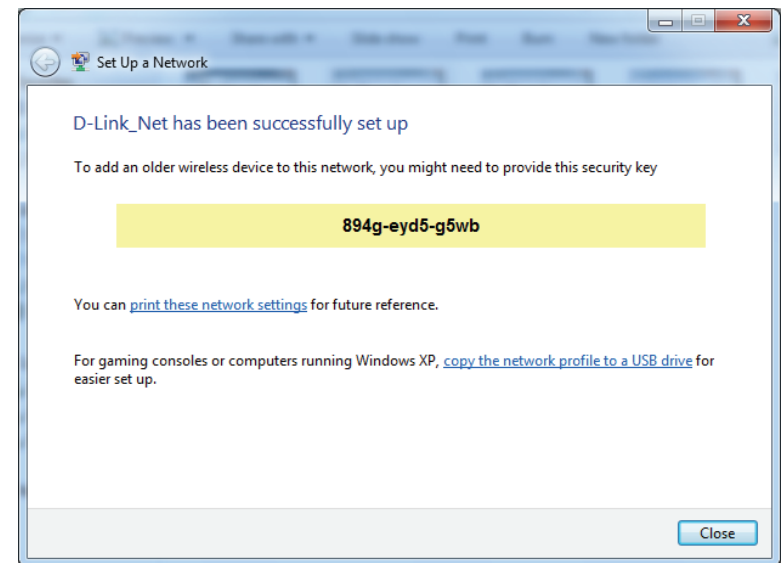 Set Up a Network
D-Link_Net has been successfully set up
To add an older wireless device to this network, you might need to provide this security key
894g-eyd5-g5wb
You can print these network settings for future reference.
For gaming consoles or computers running Windows XP, copy the network profile to a USB drive for
easier set up.
Close